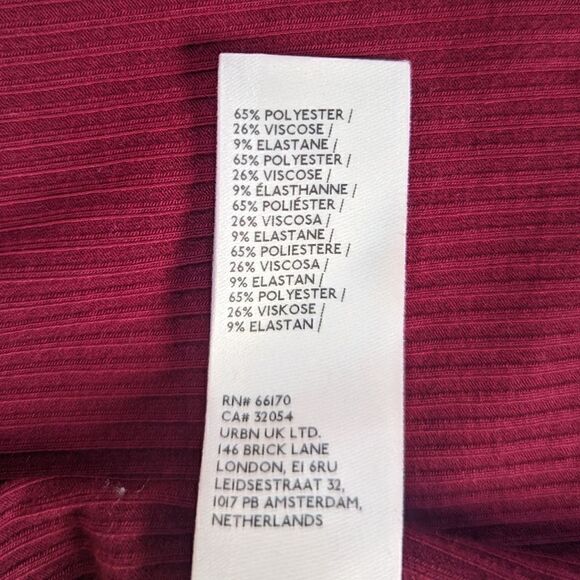 65% POLYESTER /
26% VISCOSE /
9% ELASTANE /
65% POLYESTER /
26% VISCOSE /
9% ÉLASTHANNE /
65% POLIÉSTER /
26% VISCOSA /
9% ELASTANE /
65% POLIESTERE /
26% VISCOSA /
9% ELASTAN /
65% POLYESTER /
26% VISKOSE /
9% ELASTAN /
RN# 66170
CA# 32054
URBN UK LTD.
146 BRICK LANE
LONDON, E1 6RU
LEIDSESTRAAT 32,
1017 PB AMSTERDAM,
NETHERLANDS